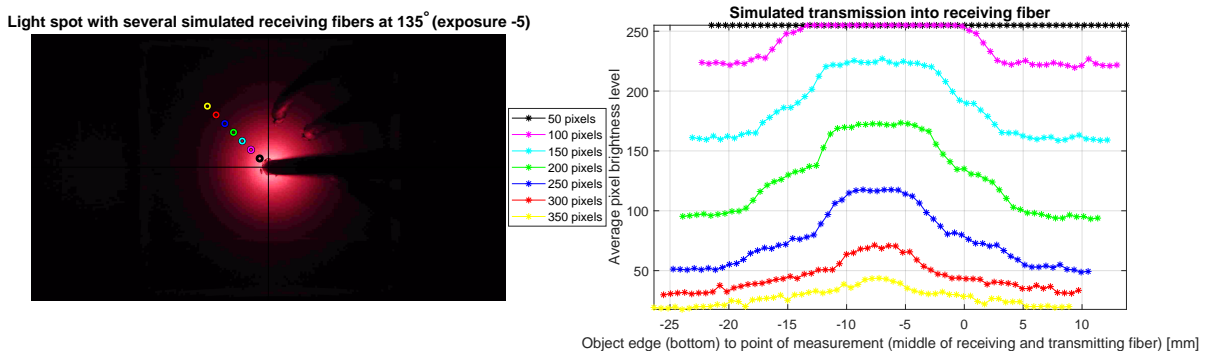 Light spot with several simulated receiving fibers at 135° (exposure -5)
50 pixels
100 pixels
150 pixels
200 pixels
250 pixels
300 pixels
350 pixels
Simulated transmission into receiving fiber
Average pixel brightness level
250
200
150
100
50
-25
-20
-15
-10
-5
0
5
10
Object edge (bottom) to point of measurement (middle of receiving and transmitting fiber) [mm]